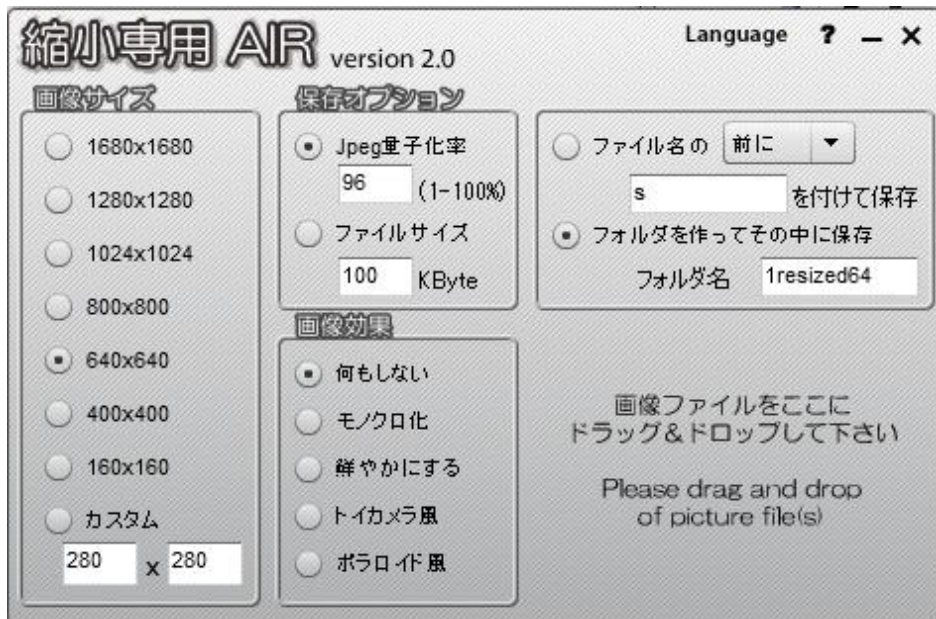 縮小専用 AIR version 2.0
Language ? – ×
画像サイズ
1680x1680
1280x1280
1024x1024
800x800
640x640
400x400
160x160
カスタム
280 x 280
保存オプション
Jpeg量子化率
96 (1-100%)
ファイルサイズ
100 KByte
ファイル名の 前に
s を付けて保存
フォルダを作ってその中に保存
フォルダ名 1resized64
画像効果
何もしない
モノクロ化
鮮やかにする
トイカメラ風
ポラロイド風
画像ファイルをここに
ドラッグ&ドロップして下さい
Please drag and drop
of picture file(s)